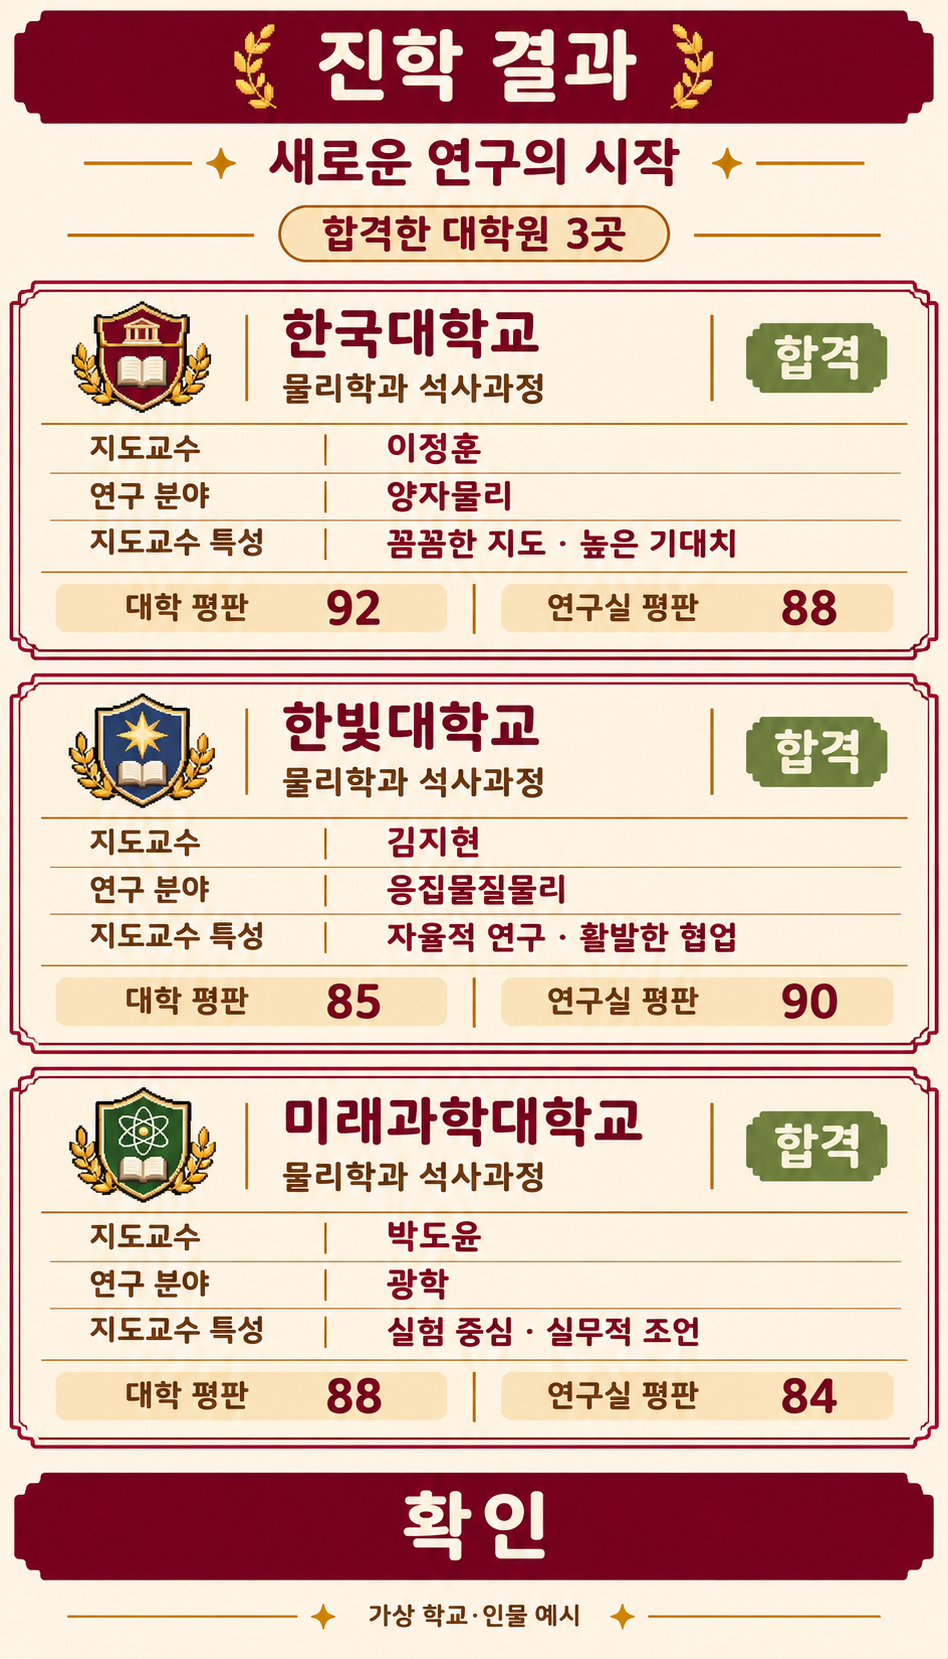 진학 결과
새로운 연구의 시작
합격한 대학원 3곳
한국대학교
합격
물리학과 석사과정
지도교수 이정훈
연구 분야 양자물리
지도교수 특성 꼼꼼한 지도 · 높은 기대치
대학 평판 92 연구실 평판 88
한빛대학교
합격
물리학과 석사과정
지도교수 김지현
연구 분야 응집물질물리
지도교수 특성 자율적 연구 · 활발한 협업
대학 평판 85 연구실 평판 90
미래과학대학교
합격
물리학과 석사과정
지도교수 박도윤
연구 분야 광학
지도교수 특성 실험 중심 · 실무적 조언
대학 평판 88 연구실 평판 84
확인
가상 학교·인물 예시